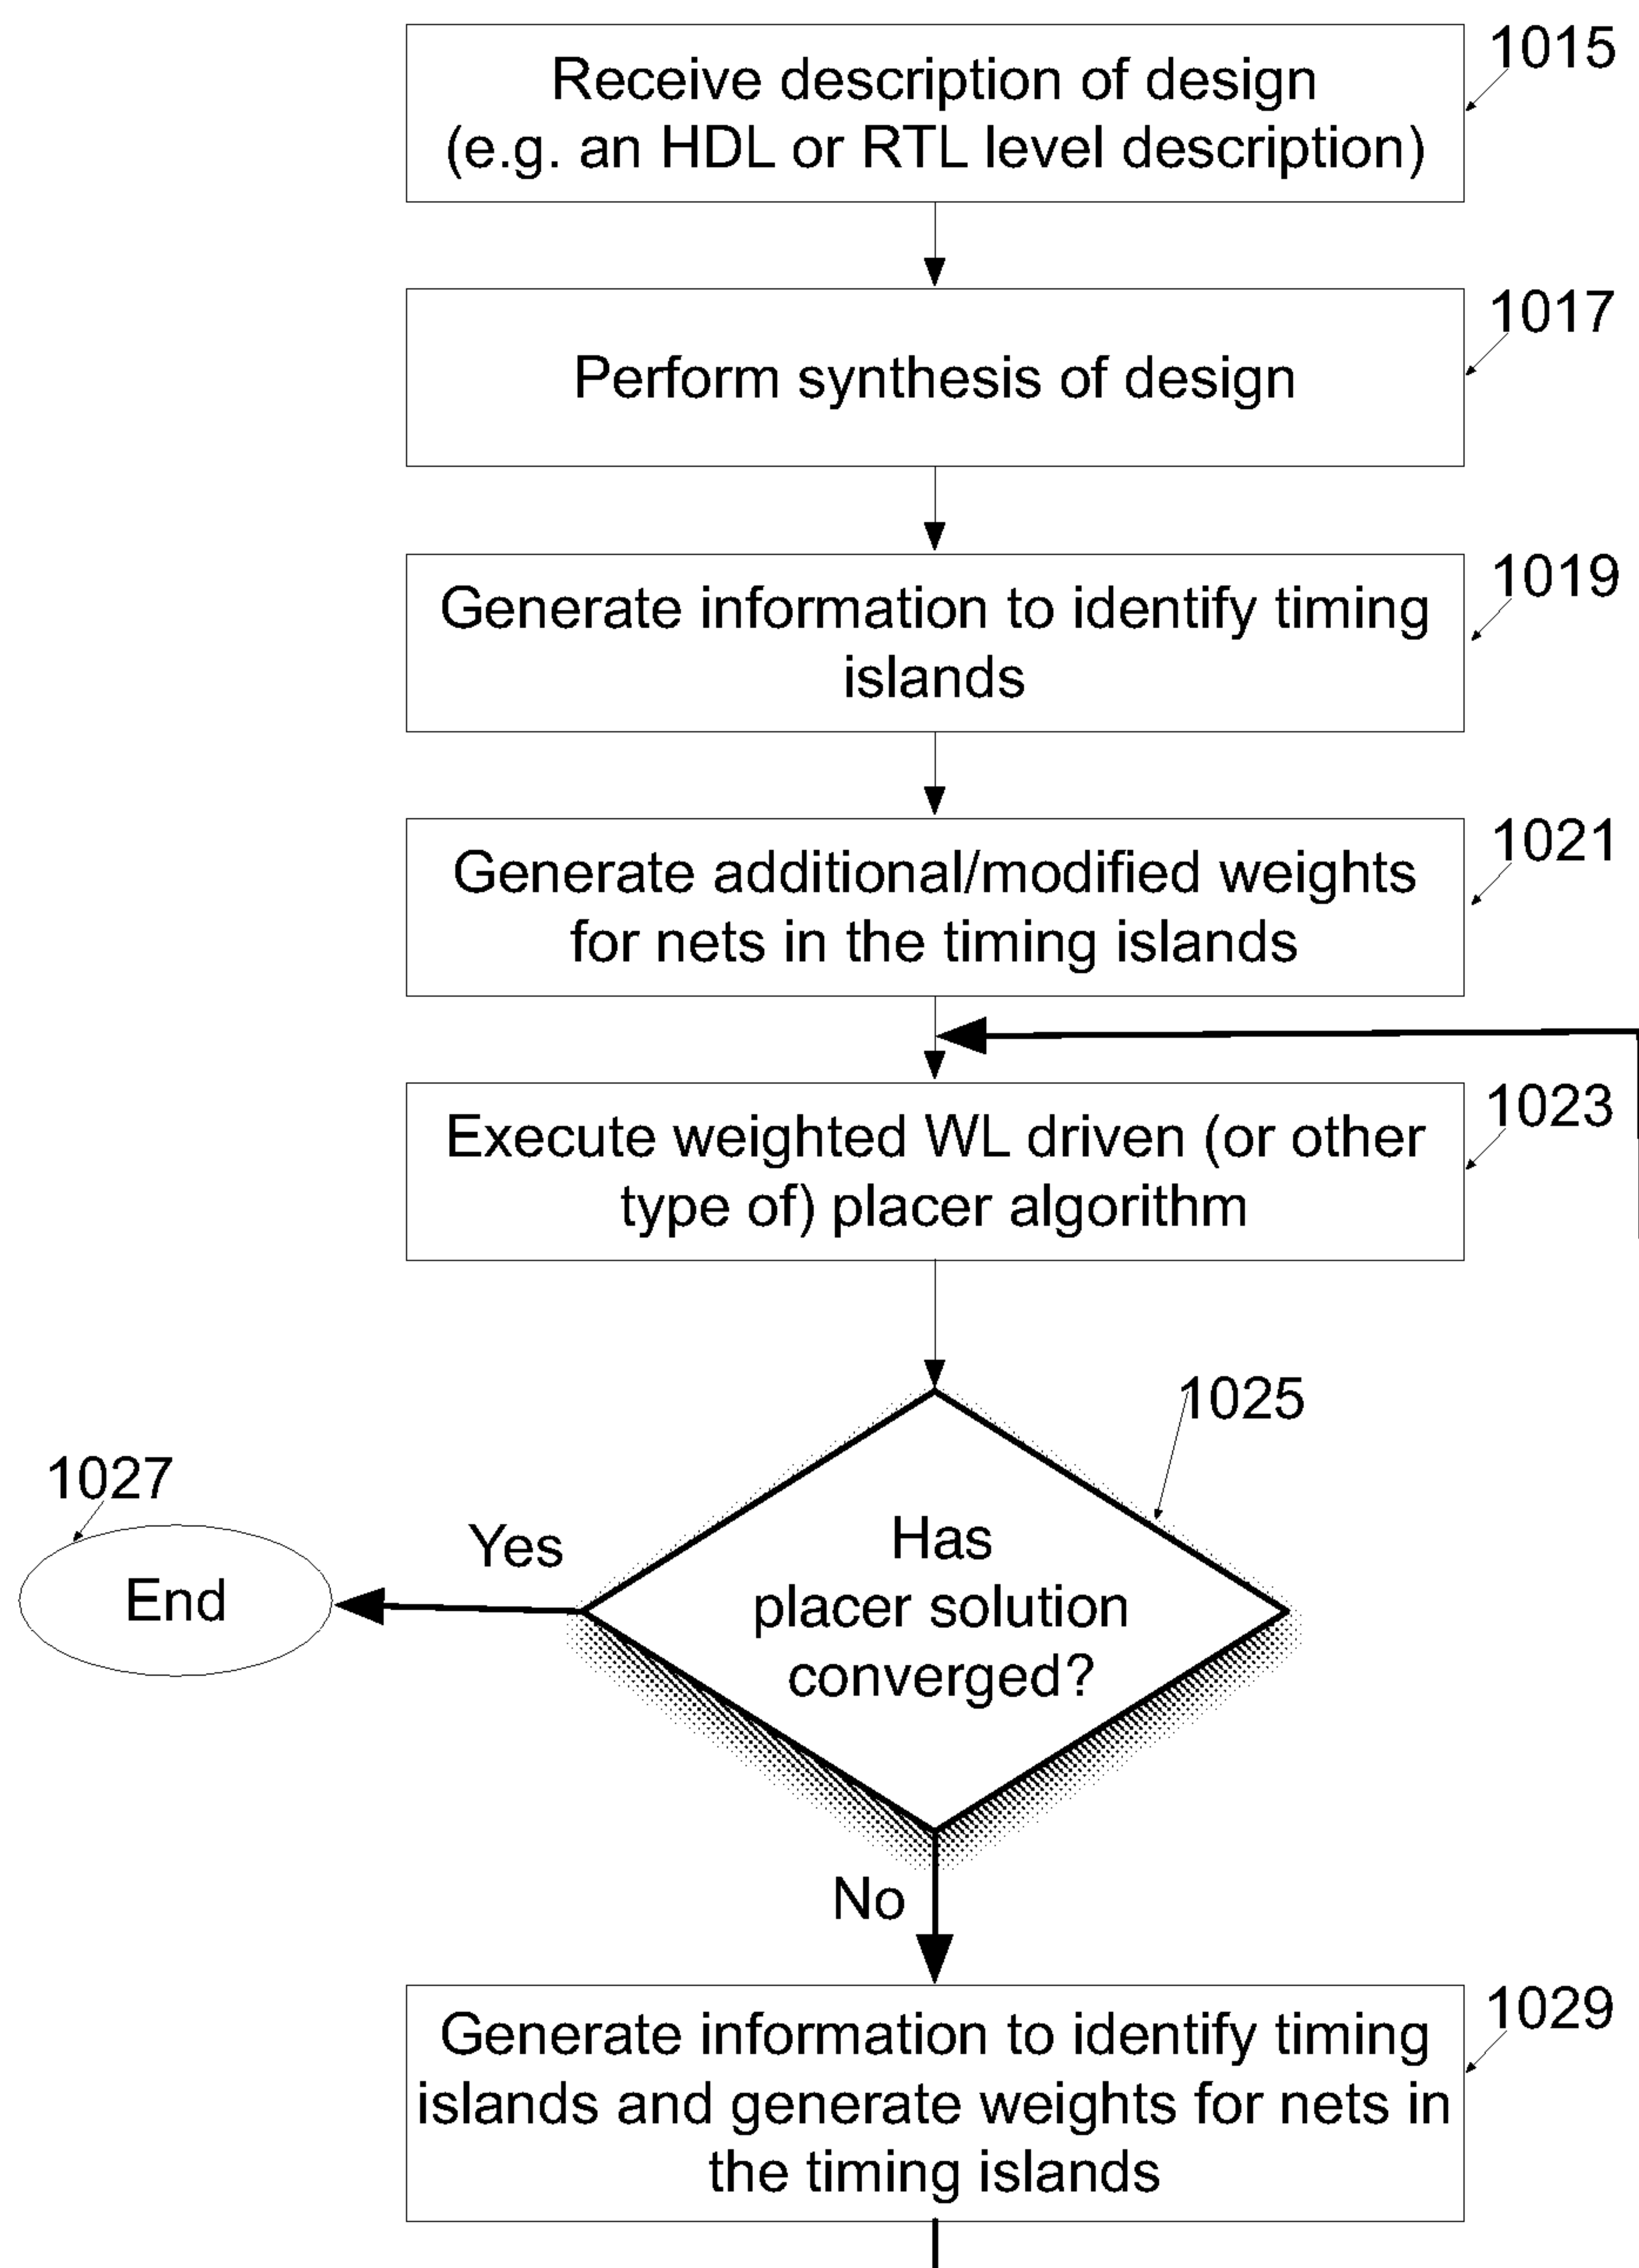 Receive description of design
(e.g. an HDL or RTL level description)
1015
Perform synthesis of design
1017
Generate information to identify timing
islands
1019
Generate additional/modified weights
for nets in the timing islands
1021
Execute weighted WL driven (or other
type of) placer algorithm
1023
1025
Has
placer solution
converged?
Yes
1027
End
No
Generate information to identify timing
islands and generate weights for nets in
the timing islands
1029